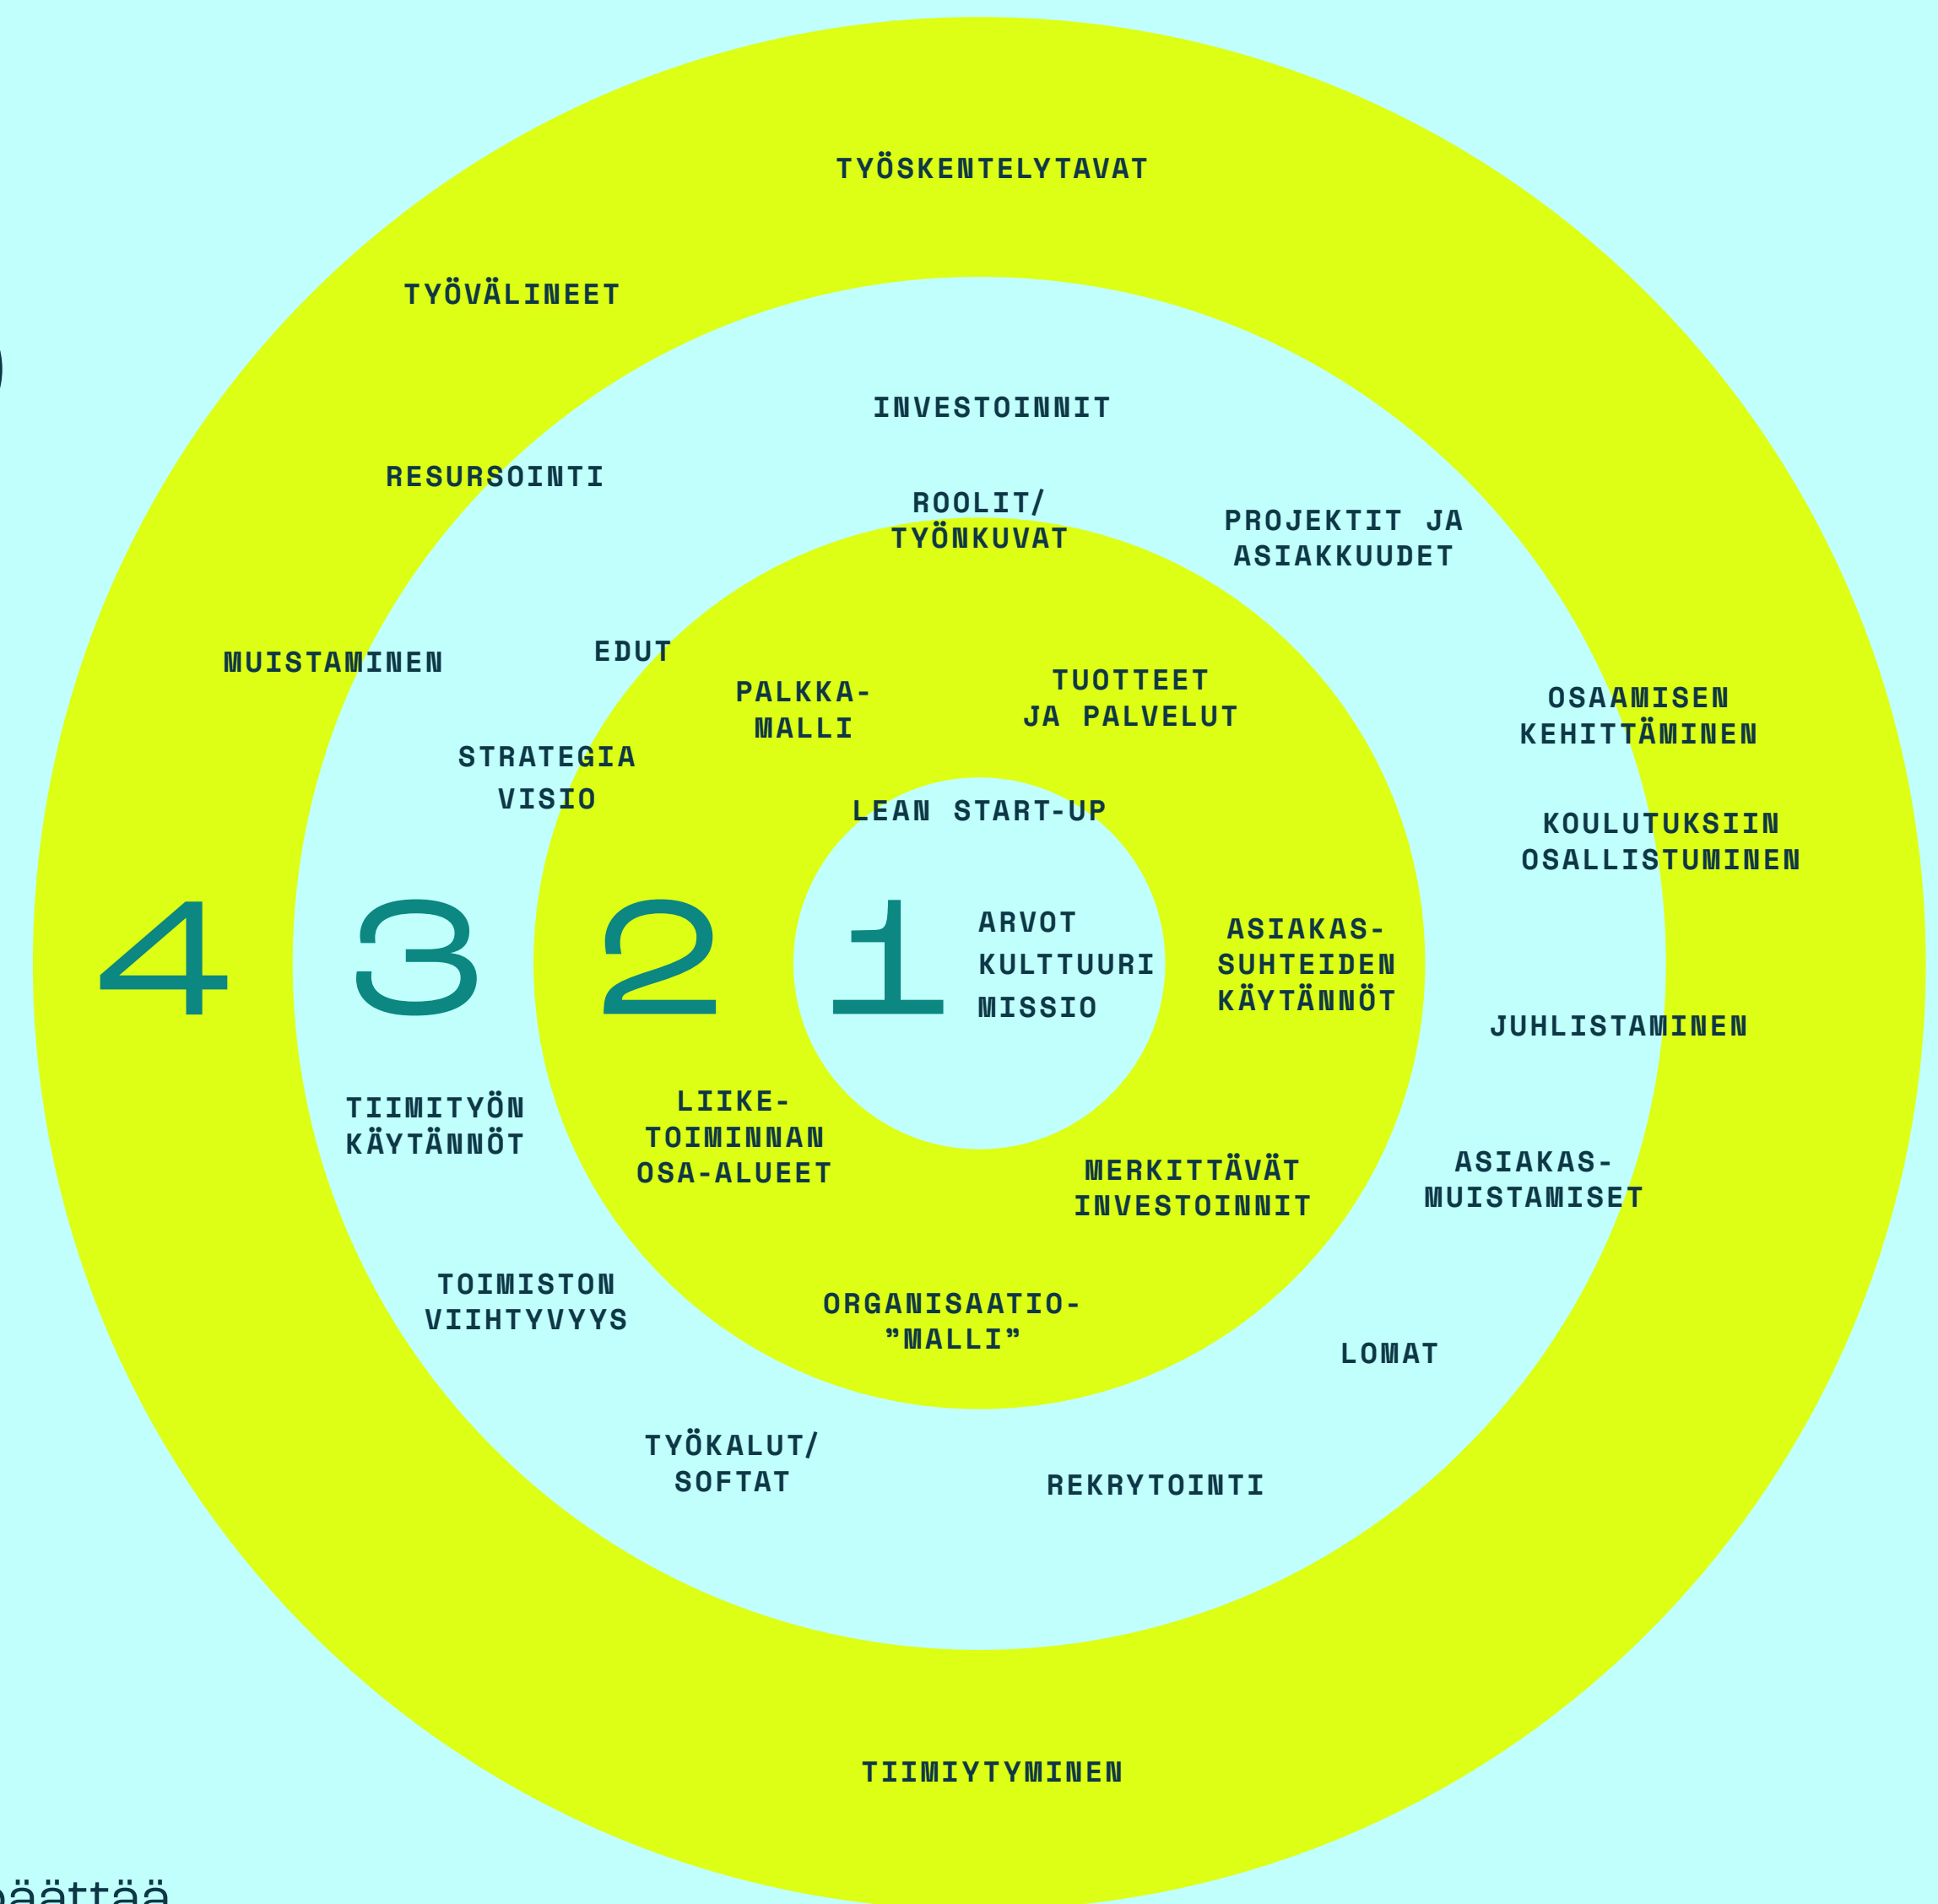 TYÖSKENTELYTAVAT
TYÖVÄLINEET
INVESTOINNIT
RESURSOINTI
ROOLIT/
TYÖNKUVAT
PROJEKTIT JA
ASIAKKUUDET
MUISTAMINEN
EDUT
PALKKA-
MALLI
TUOTTEET
JA PALVELUT
OSAAMISEN
KEHITTÄMINEN
STRATEGIA
VISIO
LEAN START-UP
KOULUTUKSIIN
OSALLISTUMINEN
4 3 2 1
ARVOT
KULTTUURI
MISSIO
ASIAKAS-
SUHTEIDEN
KÄYTÄNNÖT
JUHLISTAMINEN
TIIMITYÖN
KÄYTÄNNÖT
LIIKE-
TOIMINNAN
OSA-ALUEET
MERKITTÄVÄT
INVESTOINNIT
ASIAKAS-
MUISTAMISET
TOIMISTON
VIIHTYVYYS
ORGANISAATIO-
”MALLI”
LOMAT
TYÖKALUT/
SOFTAT
REKRYTOINTI
TIIMIYTYMINEN